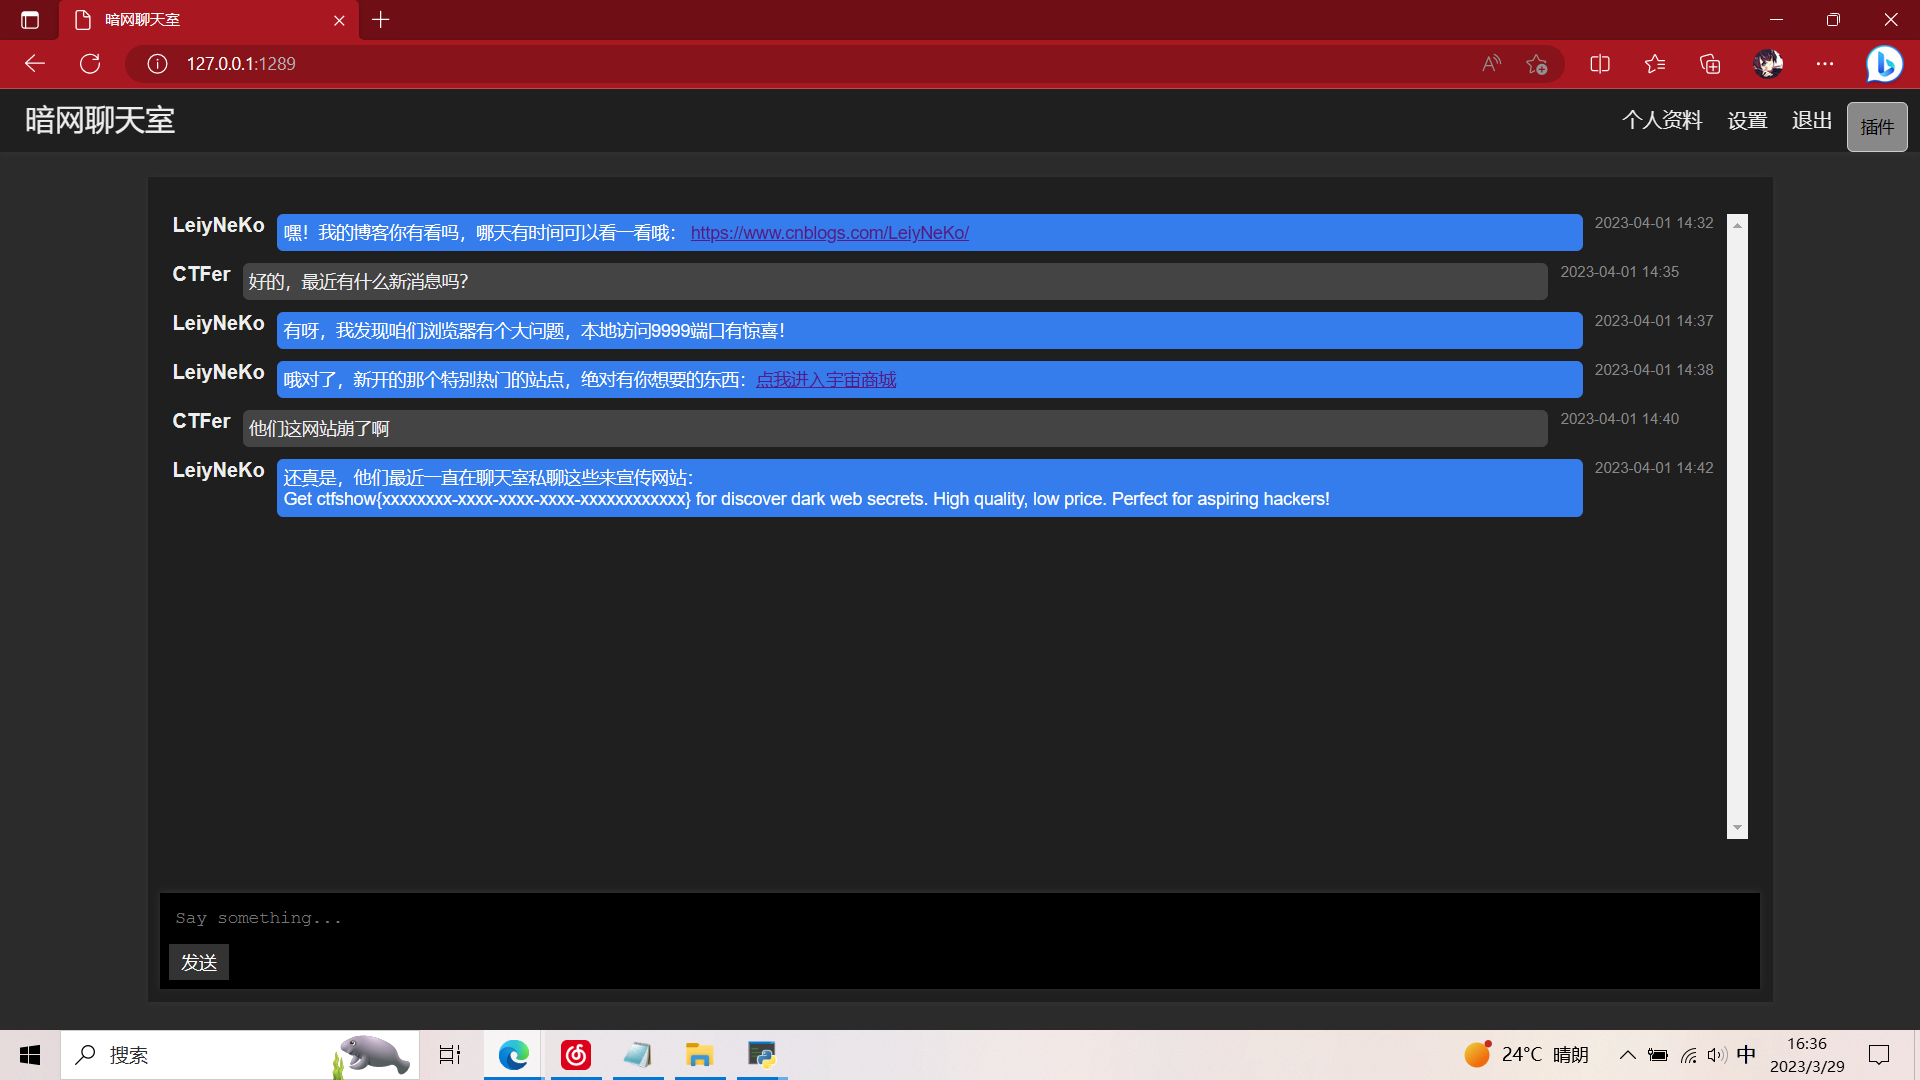 暗网聊天室
127.0.0.1:1289
暗网聊天室
个人资料 设置 退出 插件
LeiyNeKo 嘿！我的博客你有看吗，哪天有时间可以看一看哦： https://www.cnblogs.com/LeiyNeKo/ 2023-04-01 14:32
CTFer 好的，最近有什么新消息吗？ 2023-04-01 14:35
LeiyNeKo 有呀，我发现咱们浏览器有个大问题，本地访问9999端口有惊喜！ 2023-04-01 14:37
LeiyNeKo 哦对了，新开的那个特别热门的站点，绝对有你想要的东西：点我进入宇宙商城 2023-04-01 14:38
CTFer 他们这网站崩了啊 2023-04-01 14:40
LeiyNeKo 还真是，他们最近一直在聊天室私聊这些来宣传网站： 2023-04-01 14:42
Get ctfshow{xxxxxxxx-xxxx-xxxx-xxxx-xxxxxxxxxxxx} for discover dark web secrets. High quality, low price. Perfect for aspiring hackers!
Say something...
发送
搜索
24°C 晴朗
中
16:36
2023/3/29